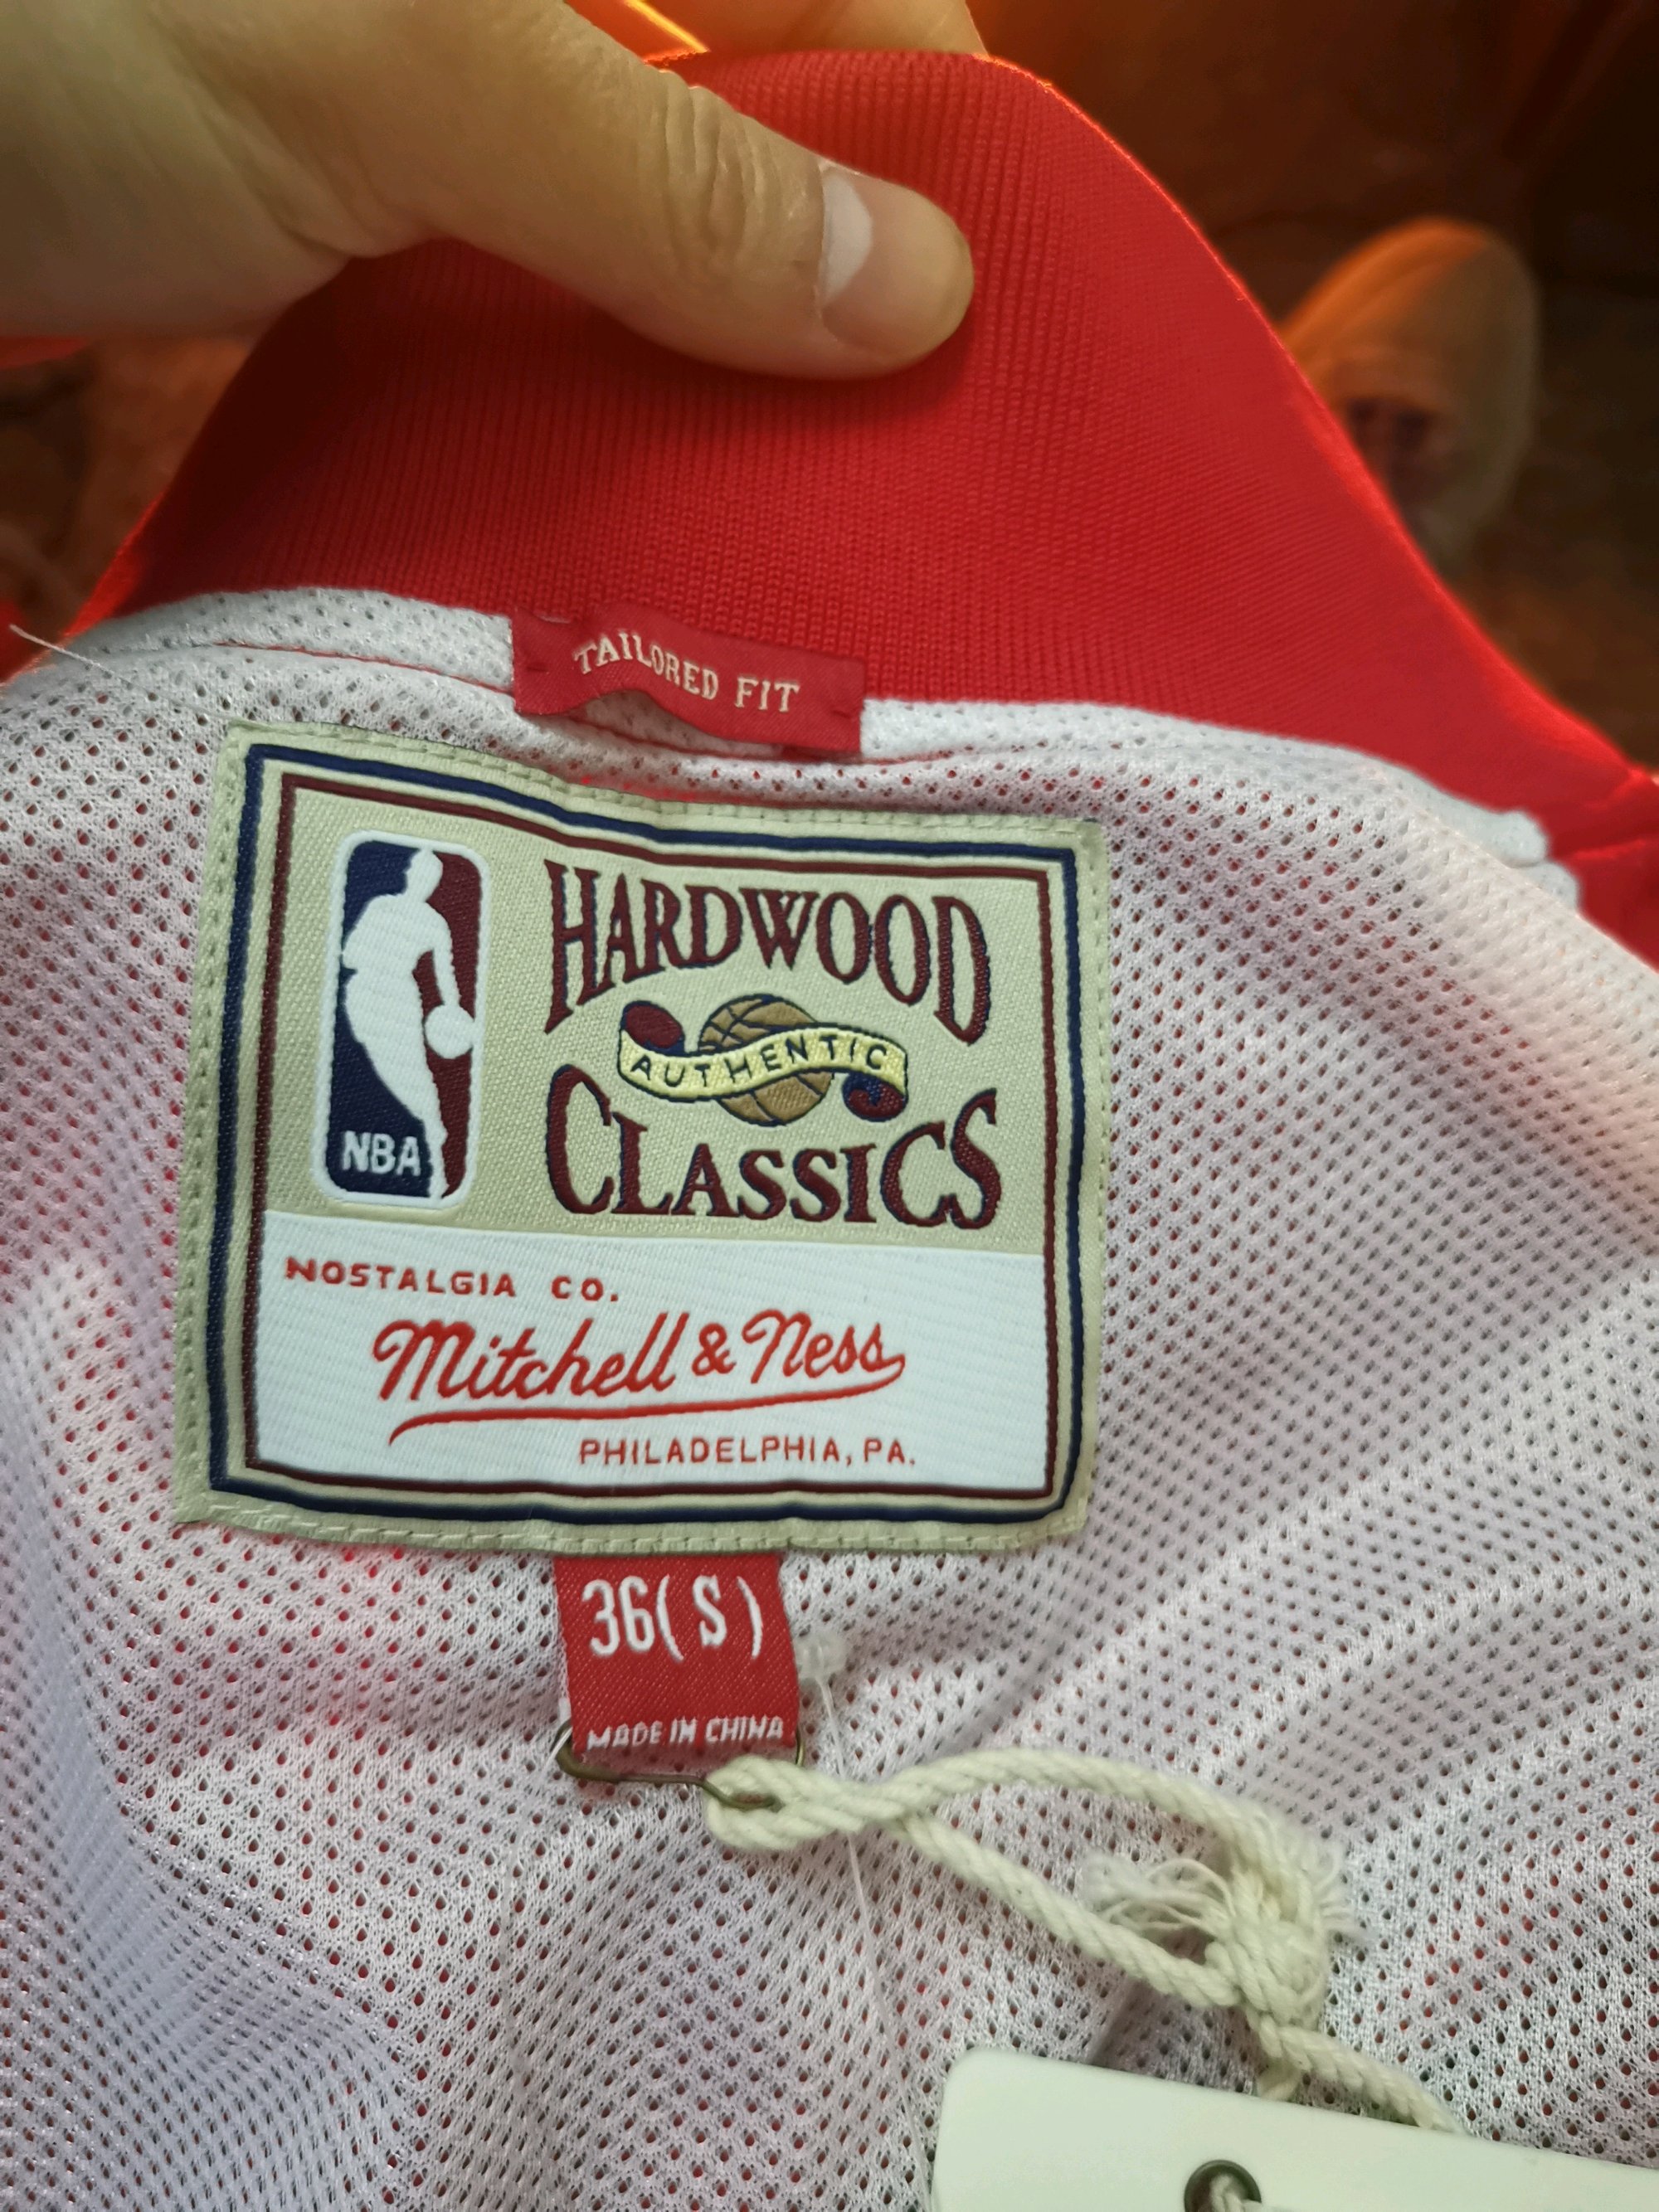 TAILORED FIT
HARDWOOD
AUTHENTIC
CLASSICS
NBA
NOSTALGIA CO.
Mitchell & Ness
PHILADELPHIA, PA.
36(S)
MADE IN CHINA